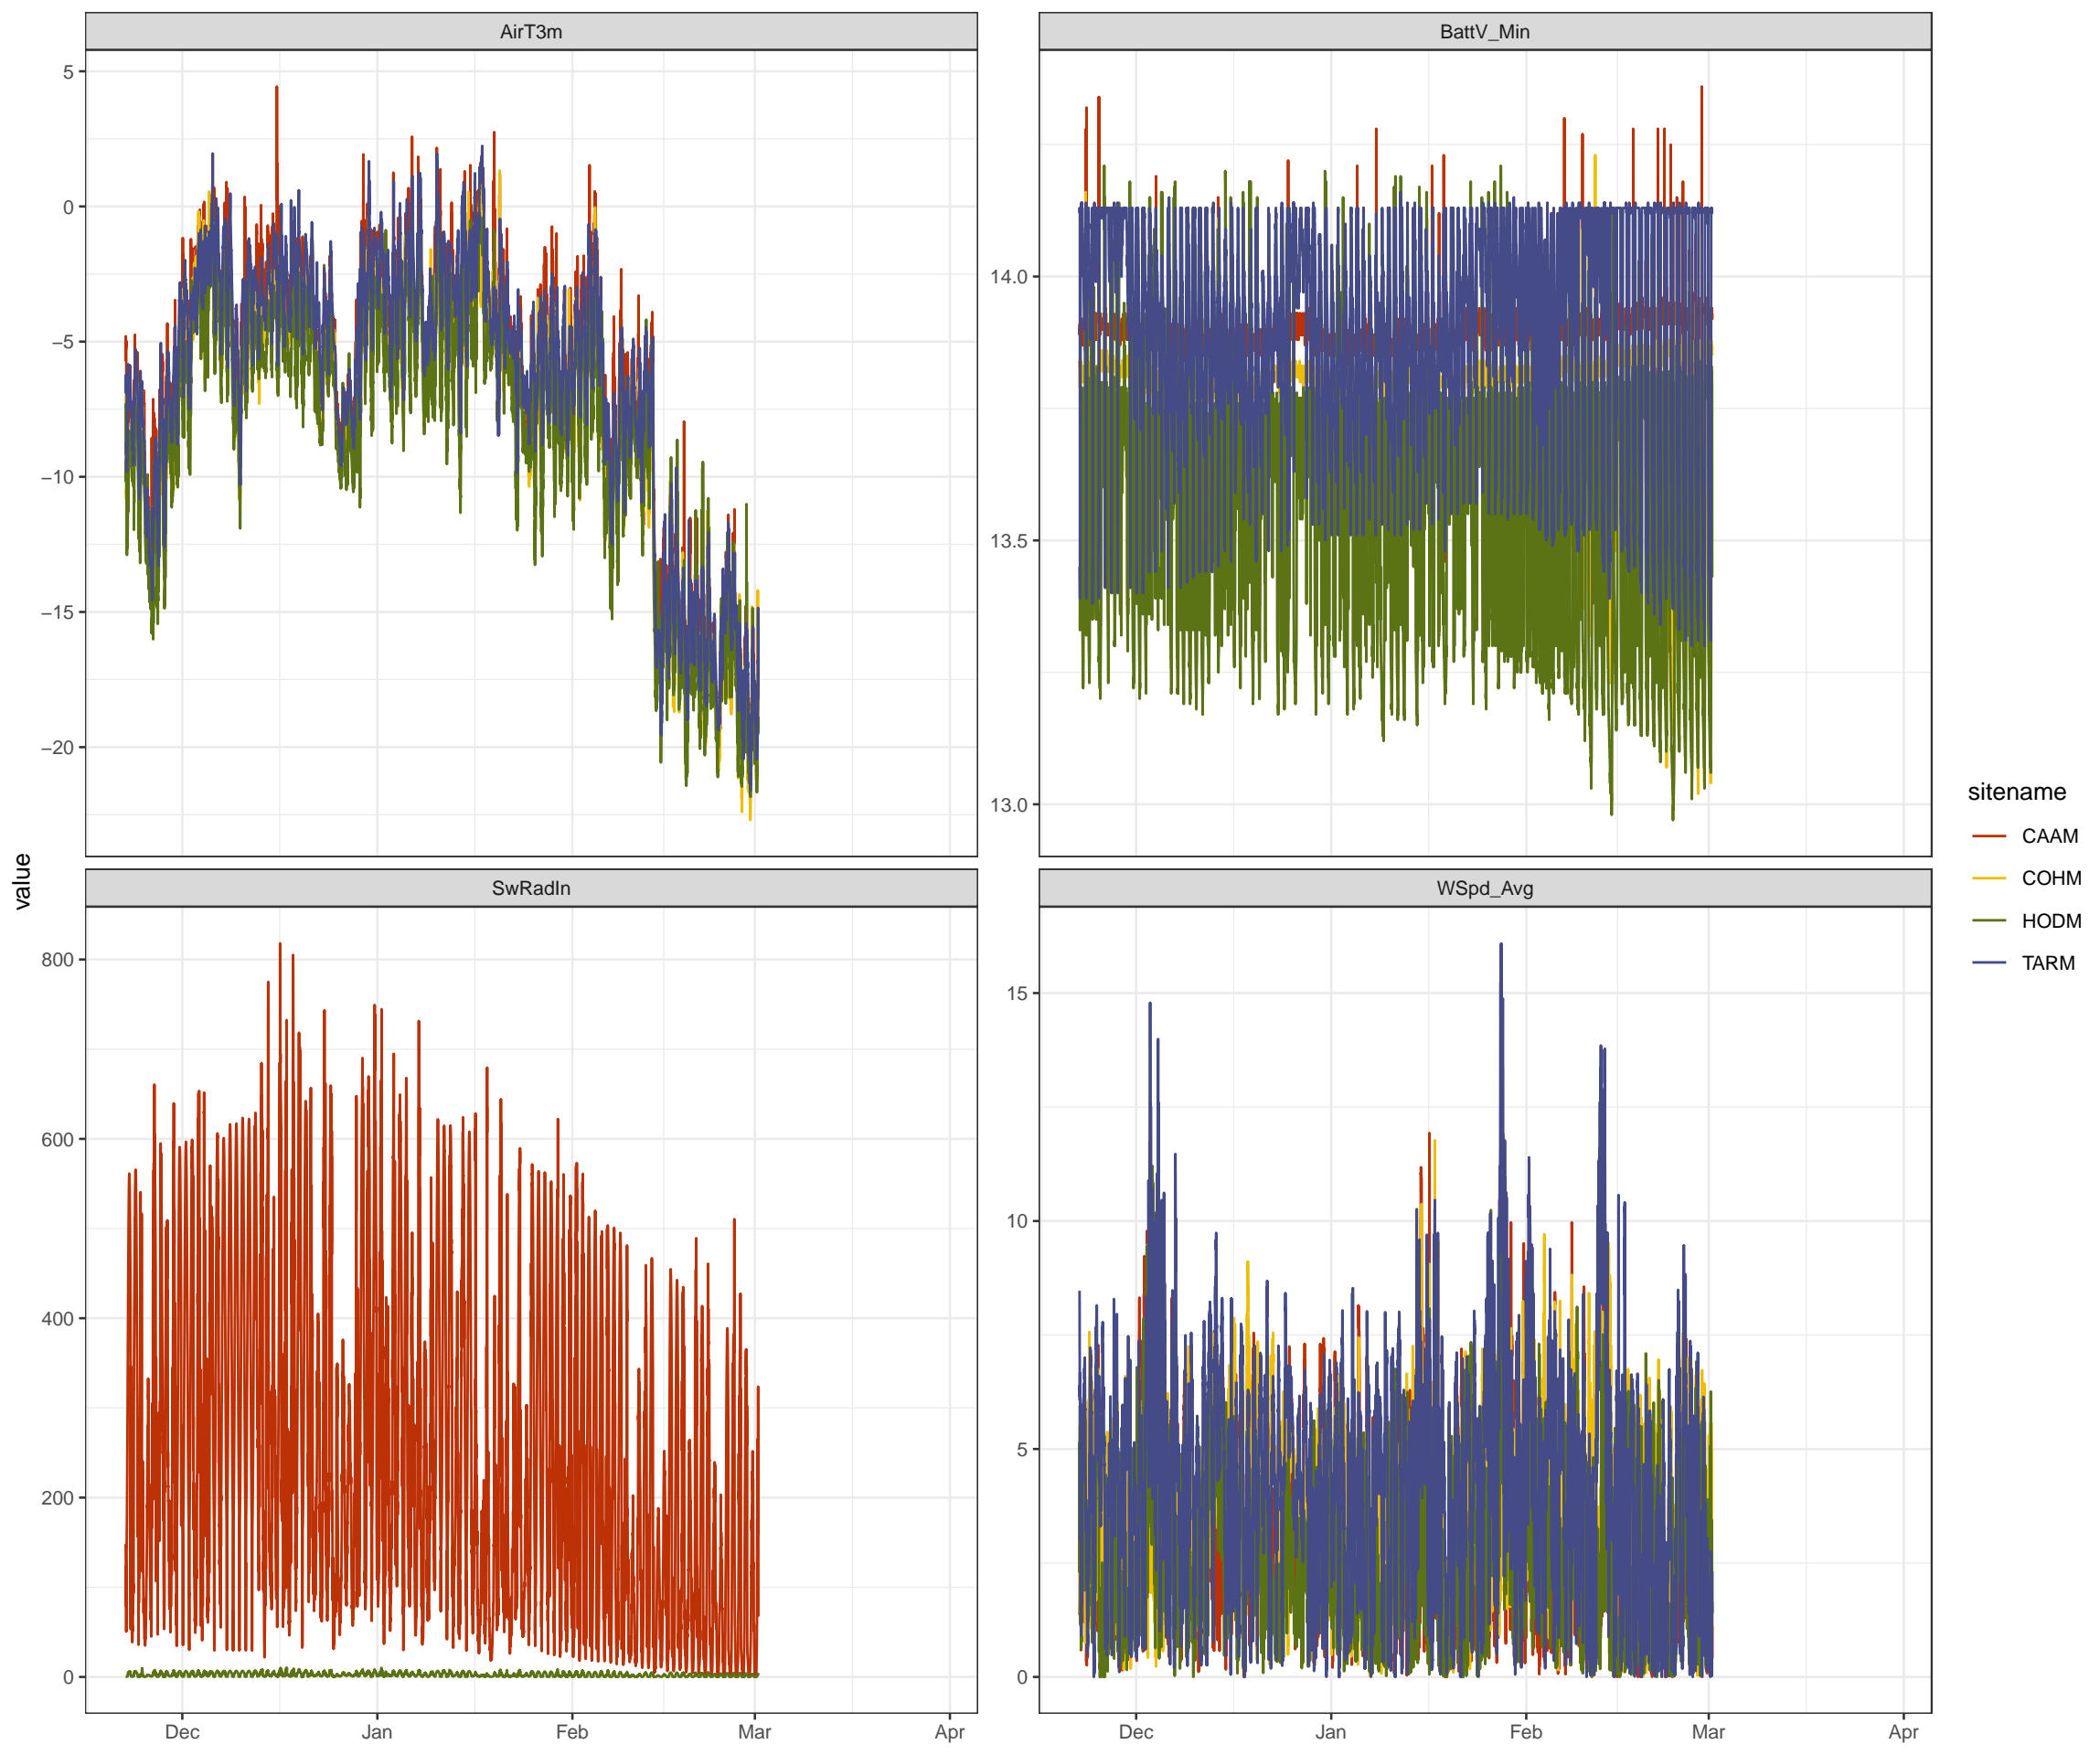 AirT3m
BattV_Min
5
0
−5
−10
−15
−20
14.0
13.5
13.0
value
SwRadIn
WSpd_Avg
800
600
400
200
0
15
10
5
0
Dec Jan Feb Mar Apr
Dec Jan Feb Mar Apr
sitename
CAAM
COHM
HODM
TARM